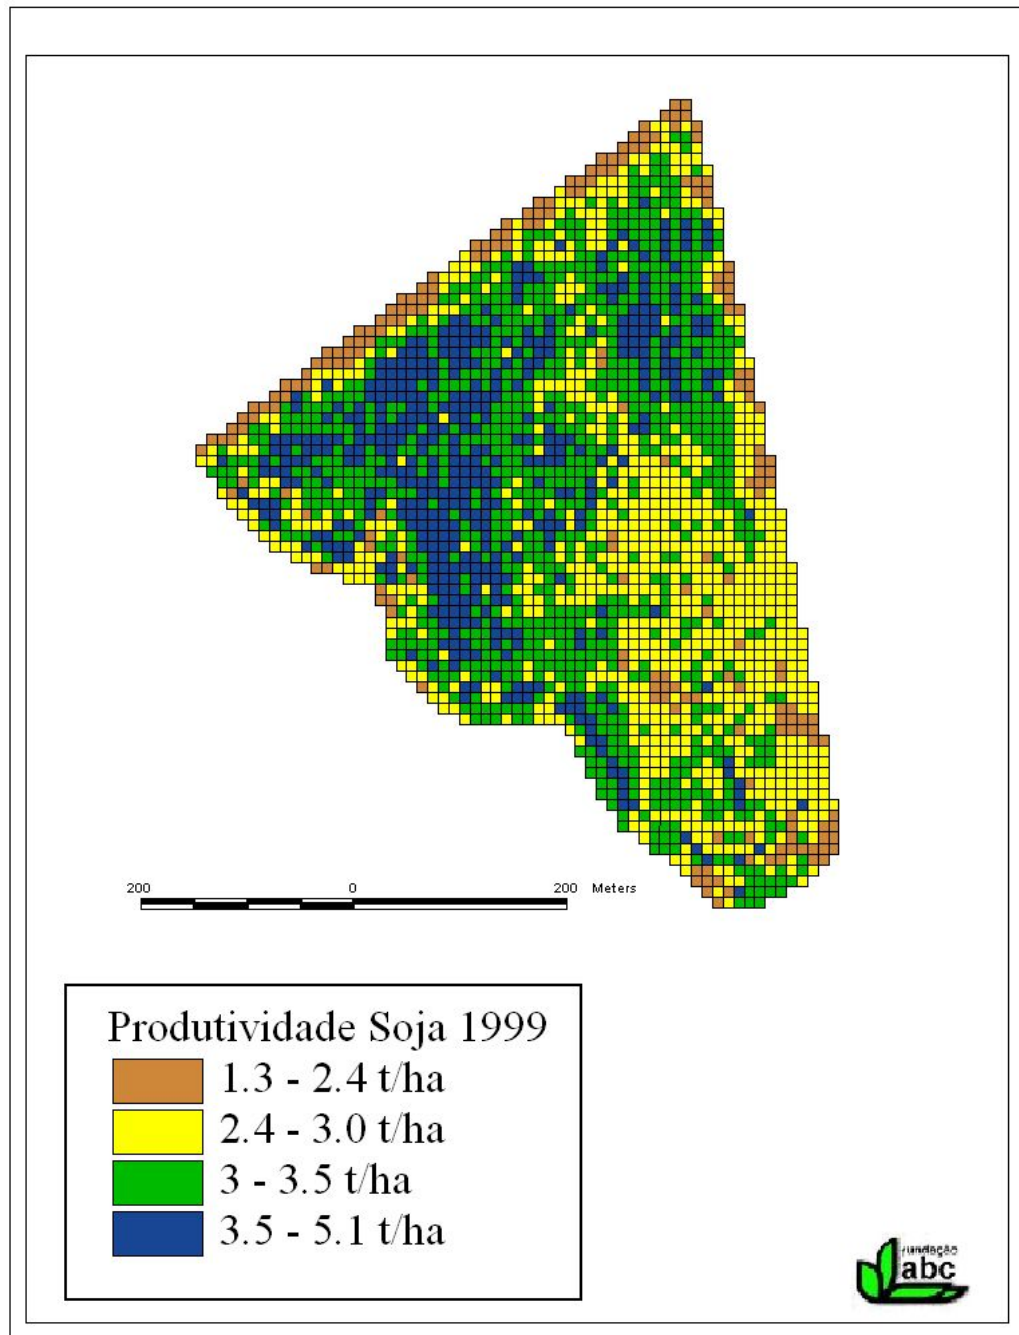 200 0 200 Meters
Produtividade Soja 1999
1.3 - 2.4 t/ha
2.4 - 3.0 t/ha
3 - 3.5 t/ha
3.5 - 5.1 t/ha
fundação
abc